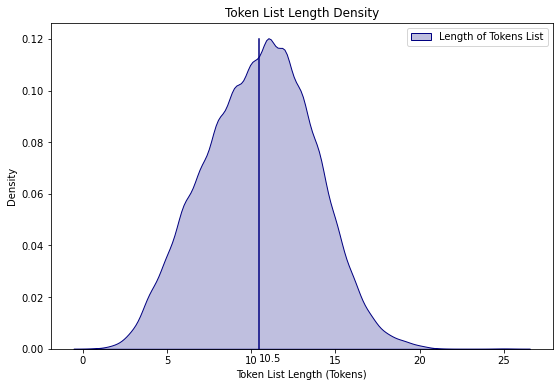 Token List Length Density
Length of Tokens List
0.12
0.10
0.08
0.06
0.04
0.02
0.00
Density
0 5 10 15 20 25
10.5
Token List Length (Tokens)